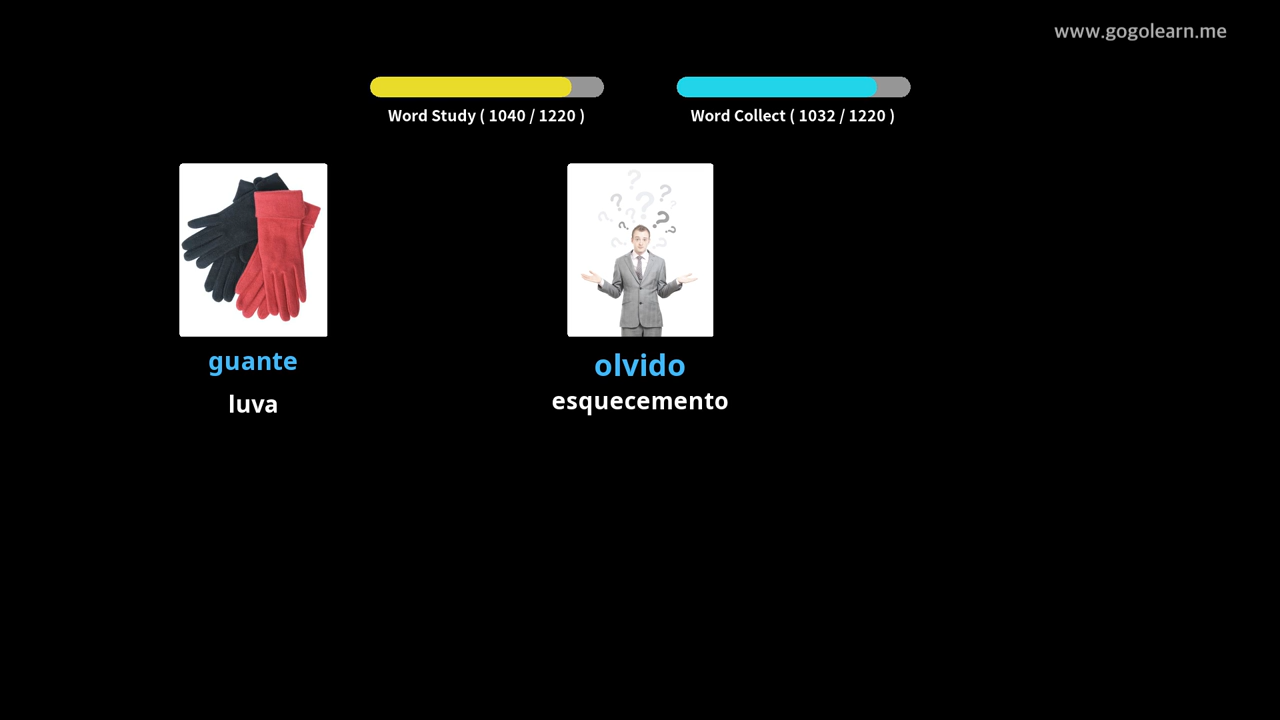 www.gogolearn.me
Word Study ( 1040 / 1220 )
Word Collect ( 1032 / 1220 )
guante
luva
olvido
esquecemento